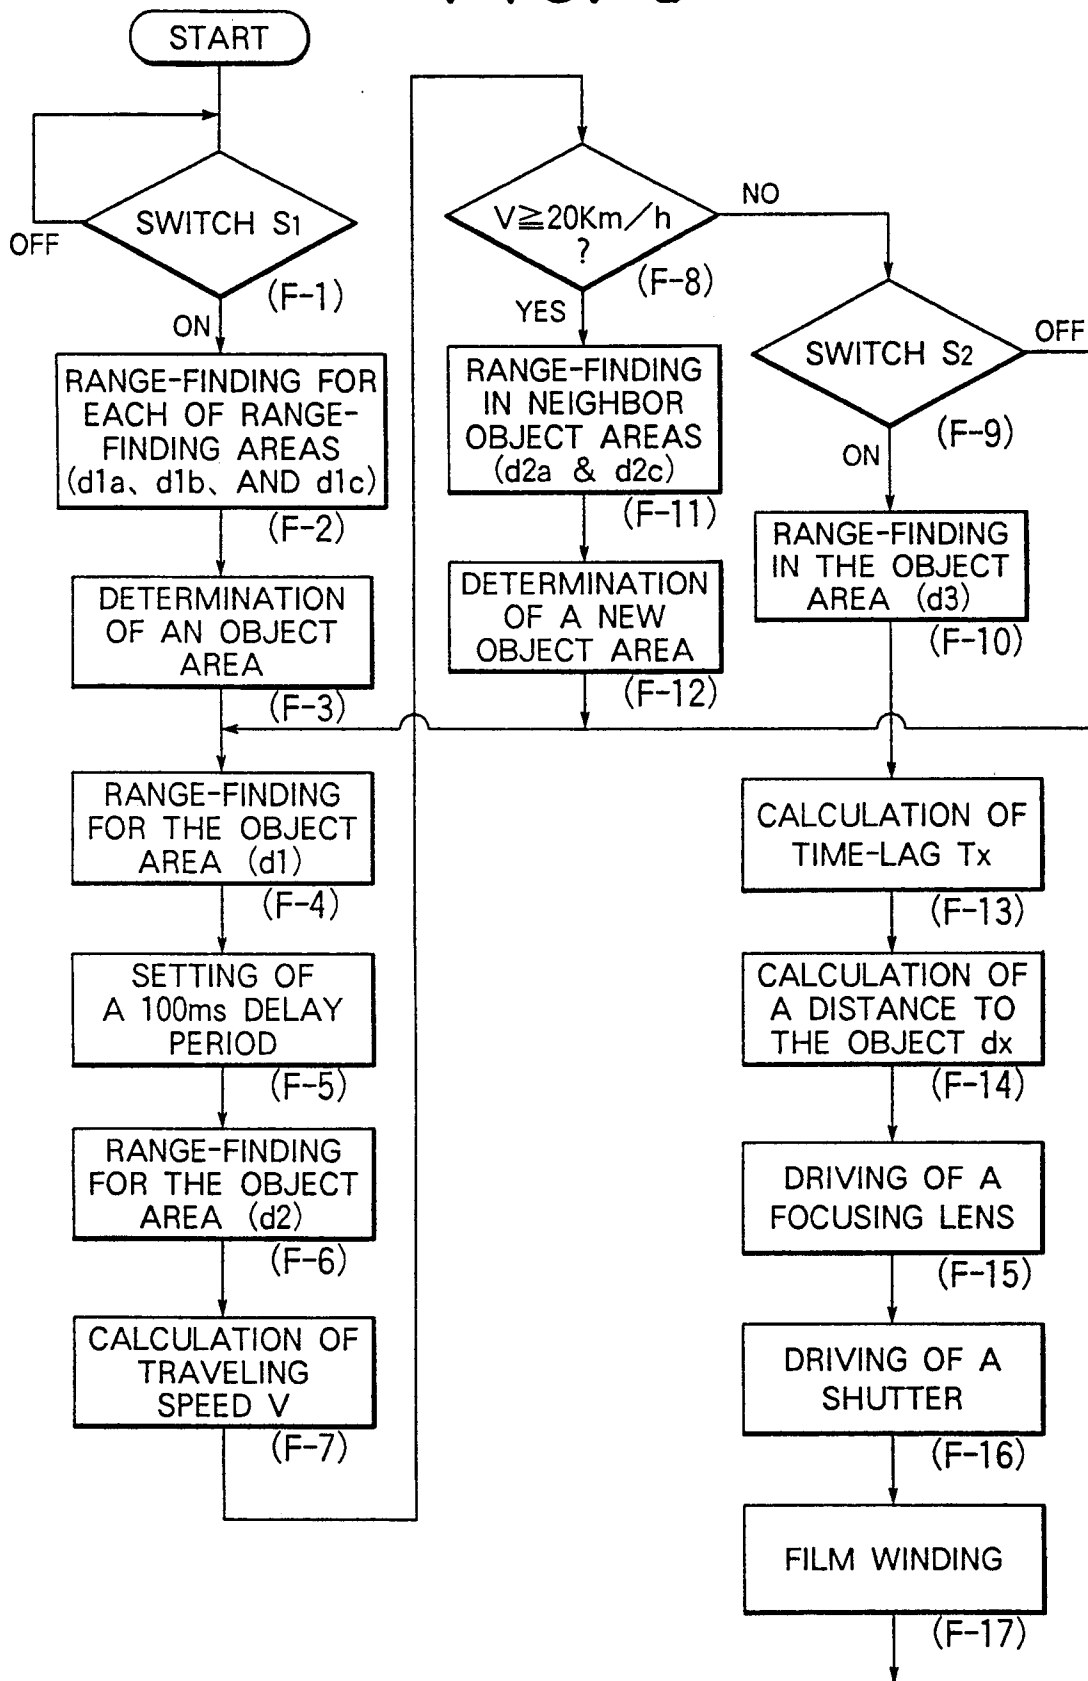 START
SWITCH S1
OFF
(F-1)
ON
RANGE-FINDING FOR
EACH OF RANGE-
FINDING AREAS
(d1a、d1b、AND d1c)
(F-2)
DETERMINATION
OF AN OBJECT
AREA
(F-3)
RANGE-FINDING
FOR THE OBJECT
AREA (d1)
(F-4)
SETTING OF
A 100ms DELAY
PERIOD
(F-5)
RANGE-FINDING
FOR THE OBJECT
AREA (d2)
(F-6)
CALCULATION OF
TRAVELING
SPEED V
(F-7)
V≧20Km/h
?
NO
(F-8)
YES
RANGE-FINDING
IN NEIGHBOR
OBJECT AREAS
(d2a & d2c)
(F-11)
DETERMINATION
OF A NEW
OBJECT AREA
(F-12)
SWITCH S2
OFF
(F-9)
ON
RANGE-FINDING
IN THE OBJECT
AREA (d3)
(F-10)
CALCULATION OF
TIME-LAG Tx
(F-13)
CALCULATION OF
A DISTANCE TO
THE OBJECT dx
(F-14)
DRIVING OF A
FOCUSING LENS
(F-15)
DRIVING OF A
SHUTTER
(F-16)
FILM WINDING
(F-17)